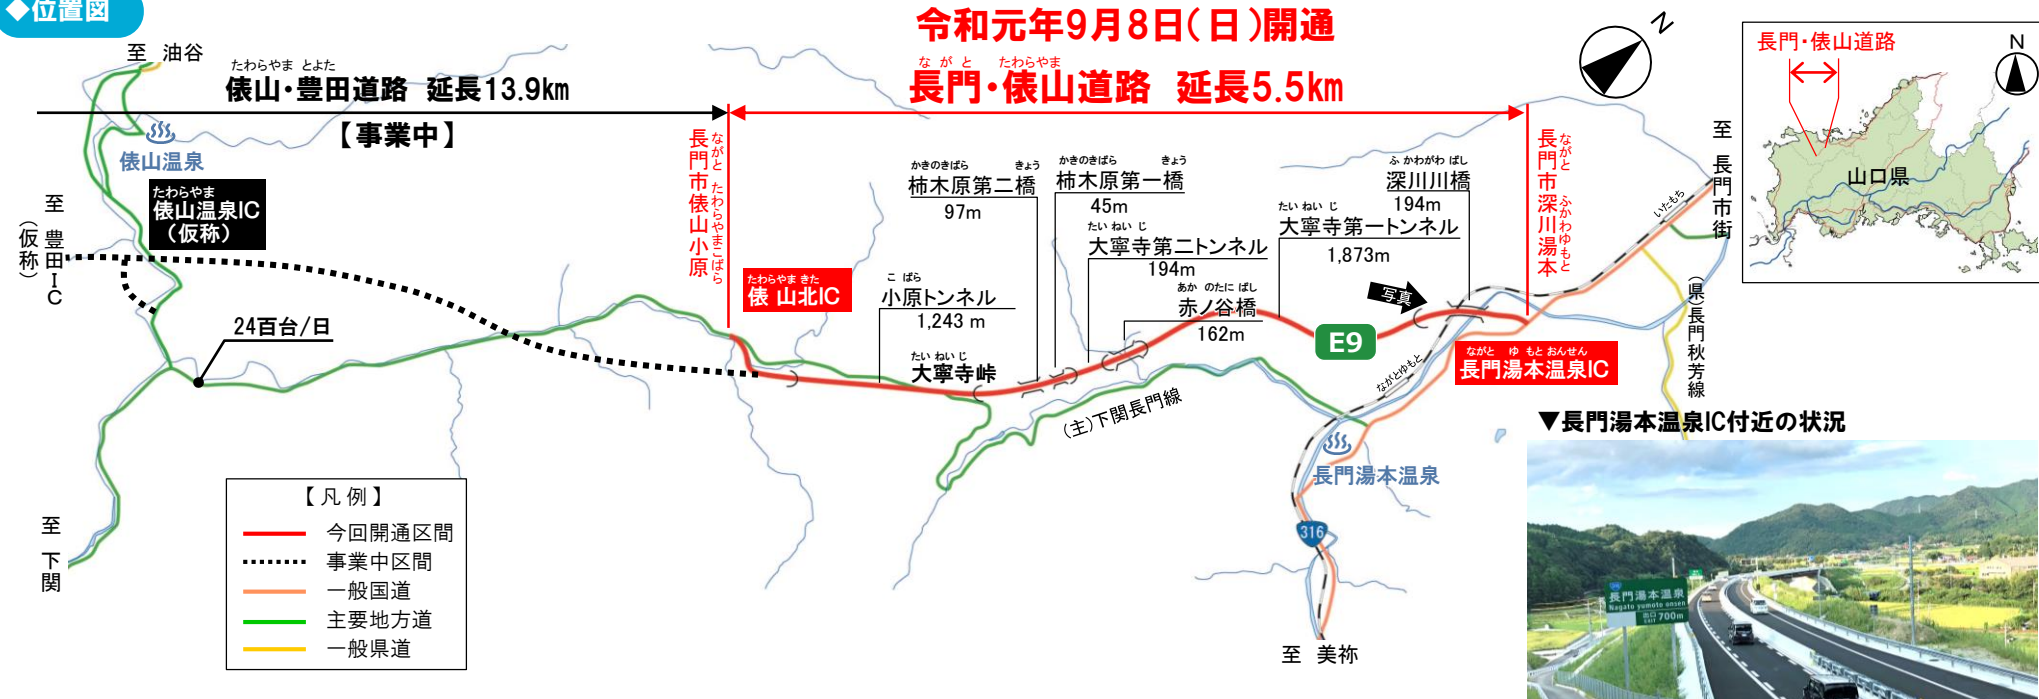 ◆位置図
令和元年9月8日(日)開通
ながと たわらやま
長門・俵山道路 延長5.5km
たわらやま とよた
俵山・豊田道路 延長13.9km
【事業中】
至 油谷
俵山温泉
たわらやま
俵山温泉IC
(仮称)
至 豊田IC
(仮称)
24百台/日
至 下関
長門市俵山小原
ながと たわらやまこばら
たわらやま きた
俵山北IC
こ ばら
小原トンネル
1,243 m
たい ねい じ
大寧寺峠
かきのきばら きょう
柿木原第二橋
97m
かきのきばら きょう
柿木原第一橋
45m
たい ねい じ
大寧寺第二トンネル
194m
あか のたに ばし
赤ノ谷橋
162m
たい ねい じ
大寧寺第一トンネル
1,873m
ふ かわがわ ばし
深川川橋
194m
写真
E9
長門市深川湯本
ながと ふかわゆもと
ながと ゆ もと おんせん
長門湯本温泉IC
(主)下関長門線
ながとゆもと
長門湯本温泉
316
至 美祢
いたもち
至 長門市街
(県)長門秋芳線
N
長門・俵山道路
N
山口県
【凡例】
今回開通区間
事業中区間
一般国道
主要地方道
一般県道
▼長門湯本温泉IC付近の状況
長門湯本温泉
Nagato yumoto onsen
出口
EXIT 700m